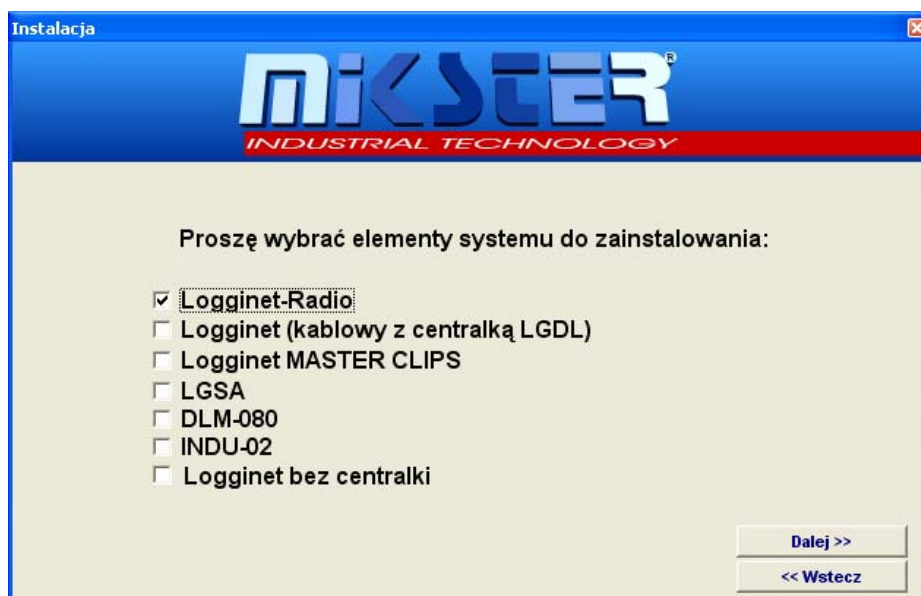 Instalacja
MIKSTER®
INDUSTRIAL TECHNOLOGY
Proszę wybrać elementy systemu do zainstalowania:
Logginet-Radio
Logginet (kablowy z centralką LGDL)
Logginet MASTER CLIPS
LGSA
DLM-080
INDU-02
Logginet bez centralki
Dalej >>
<< Wstecz